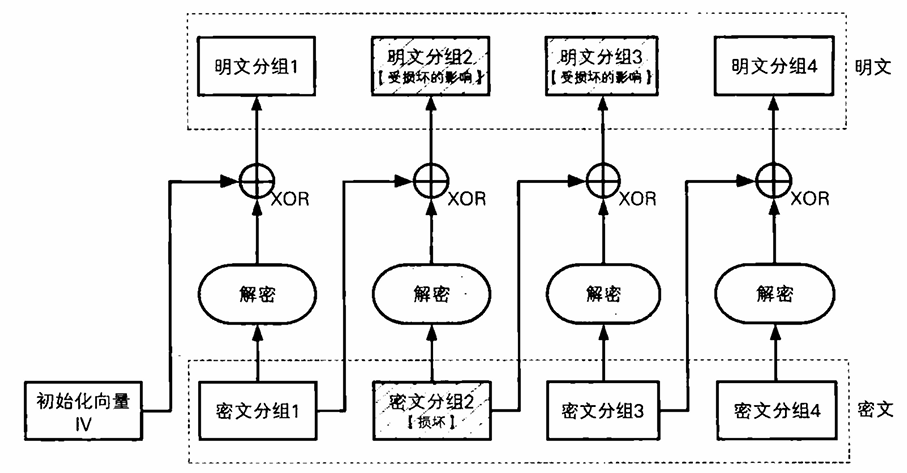 明文分组1
明文分组2
【受损坏的影响】
明文分组3
【受损坏的影响】
明文分组4
明文
XOR
XOR
XOR
XOR
解密
解密
解密
解密
初始化向量
IV
密文分组1
密文分组2
【损坏】
密文分组3
密文分组4
密文